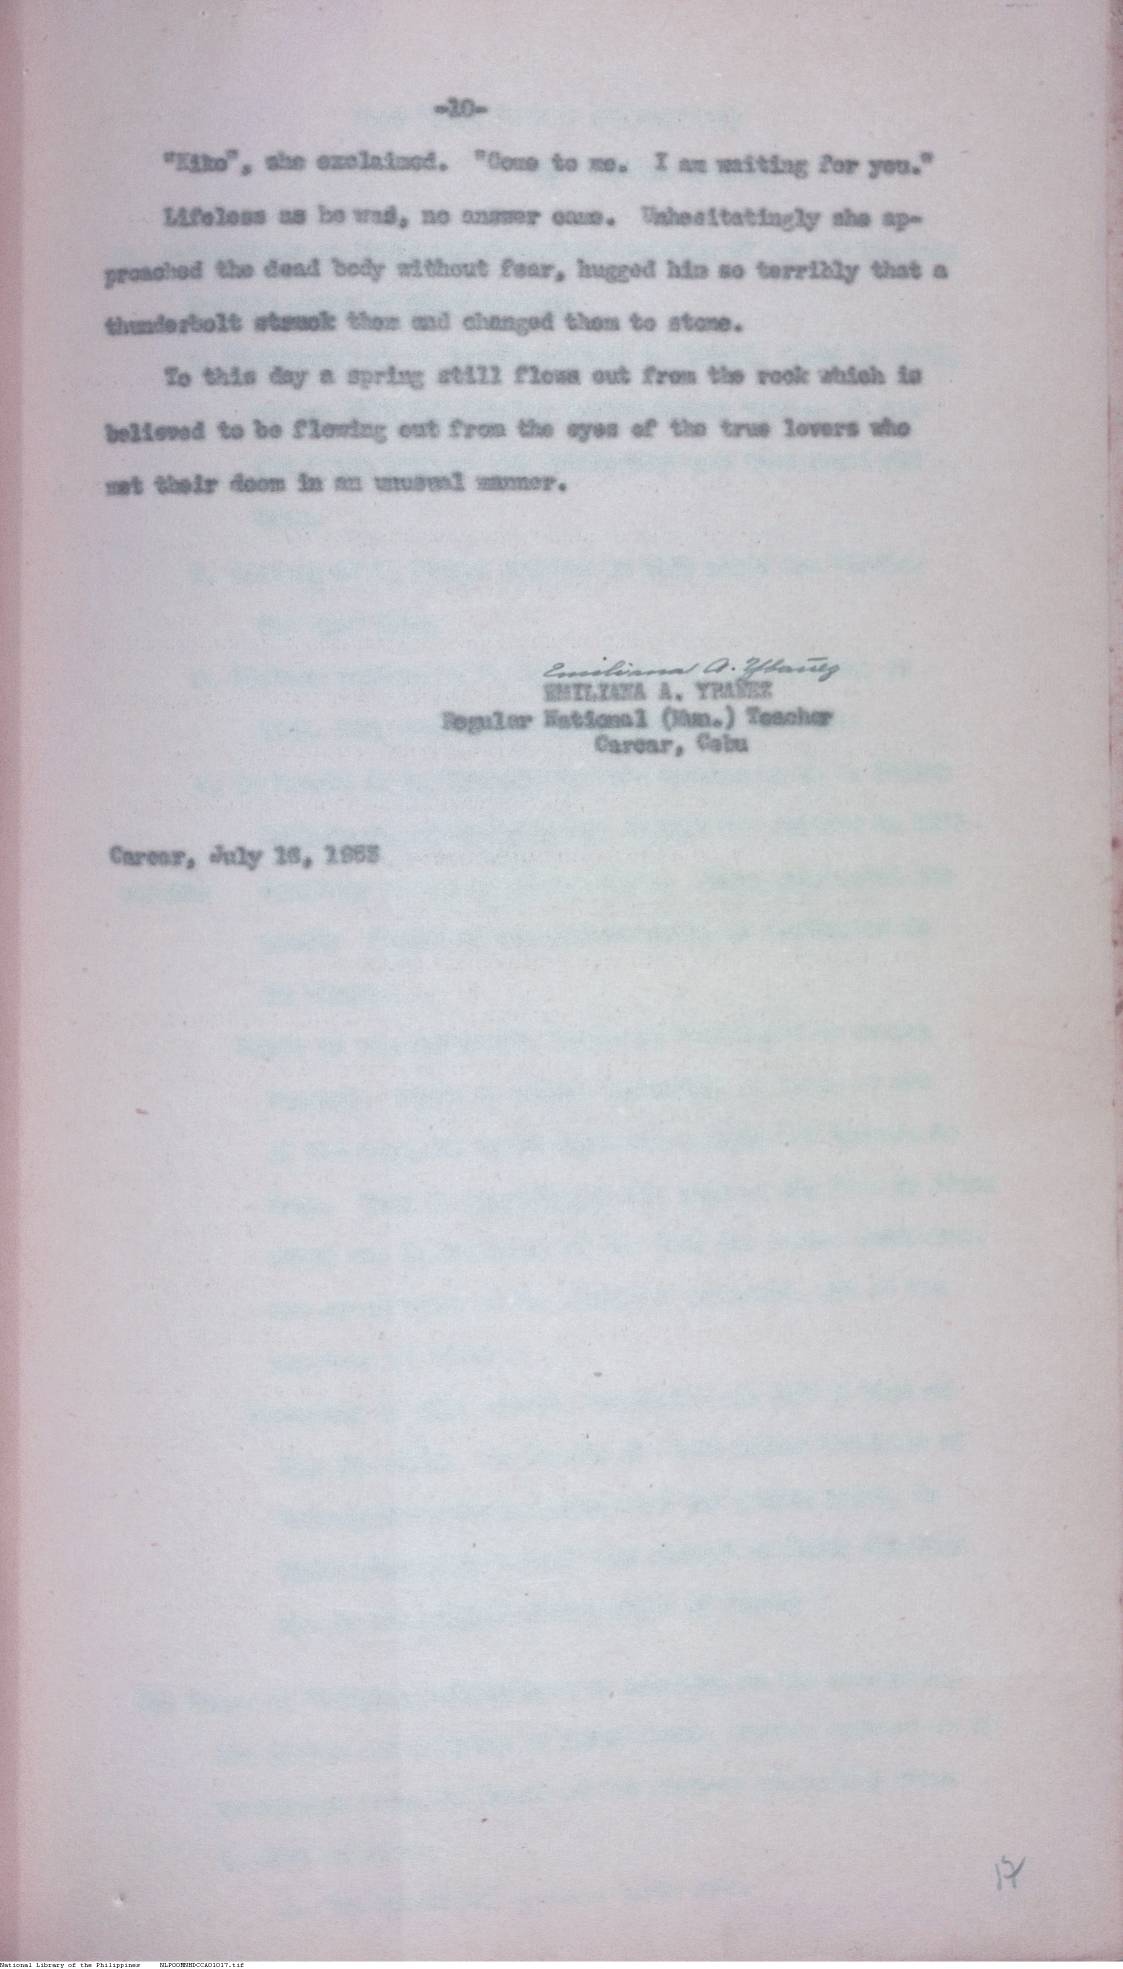 -10-
"Kiko", she exclaimed. "Come to me. I am waiting for you."
Lifeless as he was, no answer came. Unhesitatingly she ap-
proached the dead body without fear, hugged him so terribly that a
thunderbolt struck them and changed them to stone.
To this day a spring still flows out from the rock which is
believed to be flowing out from the eyes of the true lovers who
met their doom in an unusual manner.
Emiliana A. Ybañez
EMILIANA A. YBAÑEZ
Regular National (Mun.) Teacher
Carcar, Cebu
Carcar, July 16, 1953
17
National Library of the Philippines NLPOOMNHDCCA01017.tif